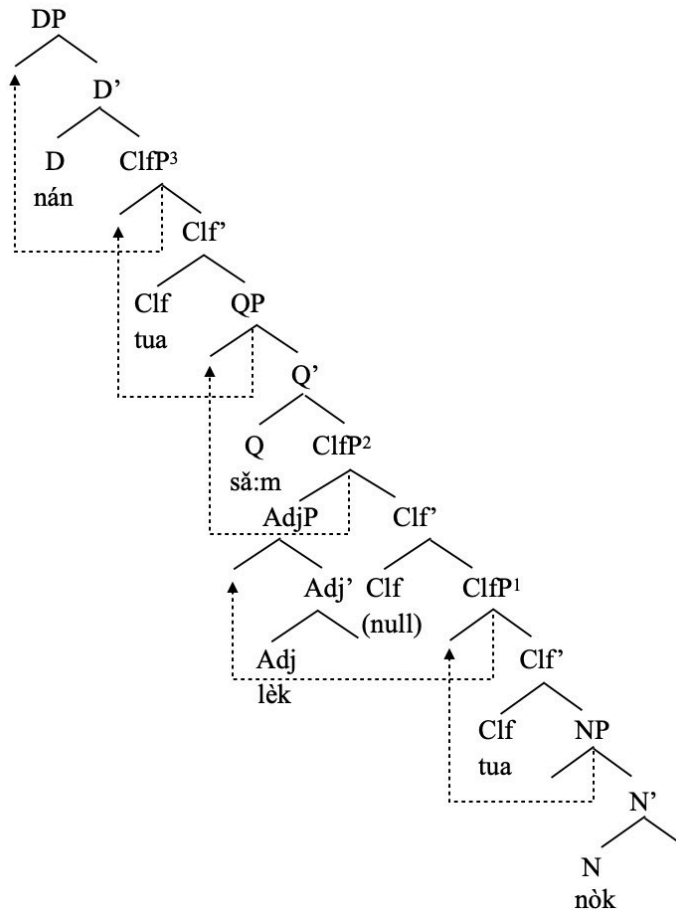 DP
D’
D ClfP³
nán
Clf’
Clf QP
tua
Q’
Q ClfP²
sǎ:m
AdjP Clf’
Adj’ Clf ClfP¹
(null)
Adj Clf’
lèk
Clf NP
tua
N’
N
nòk